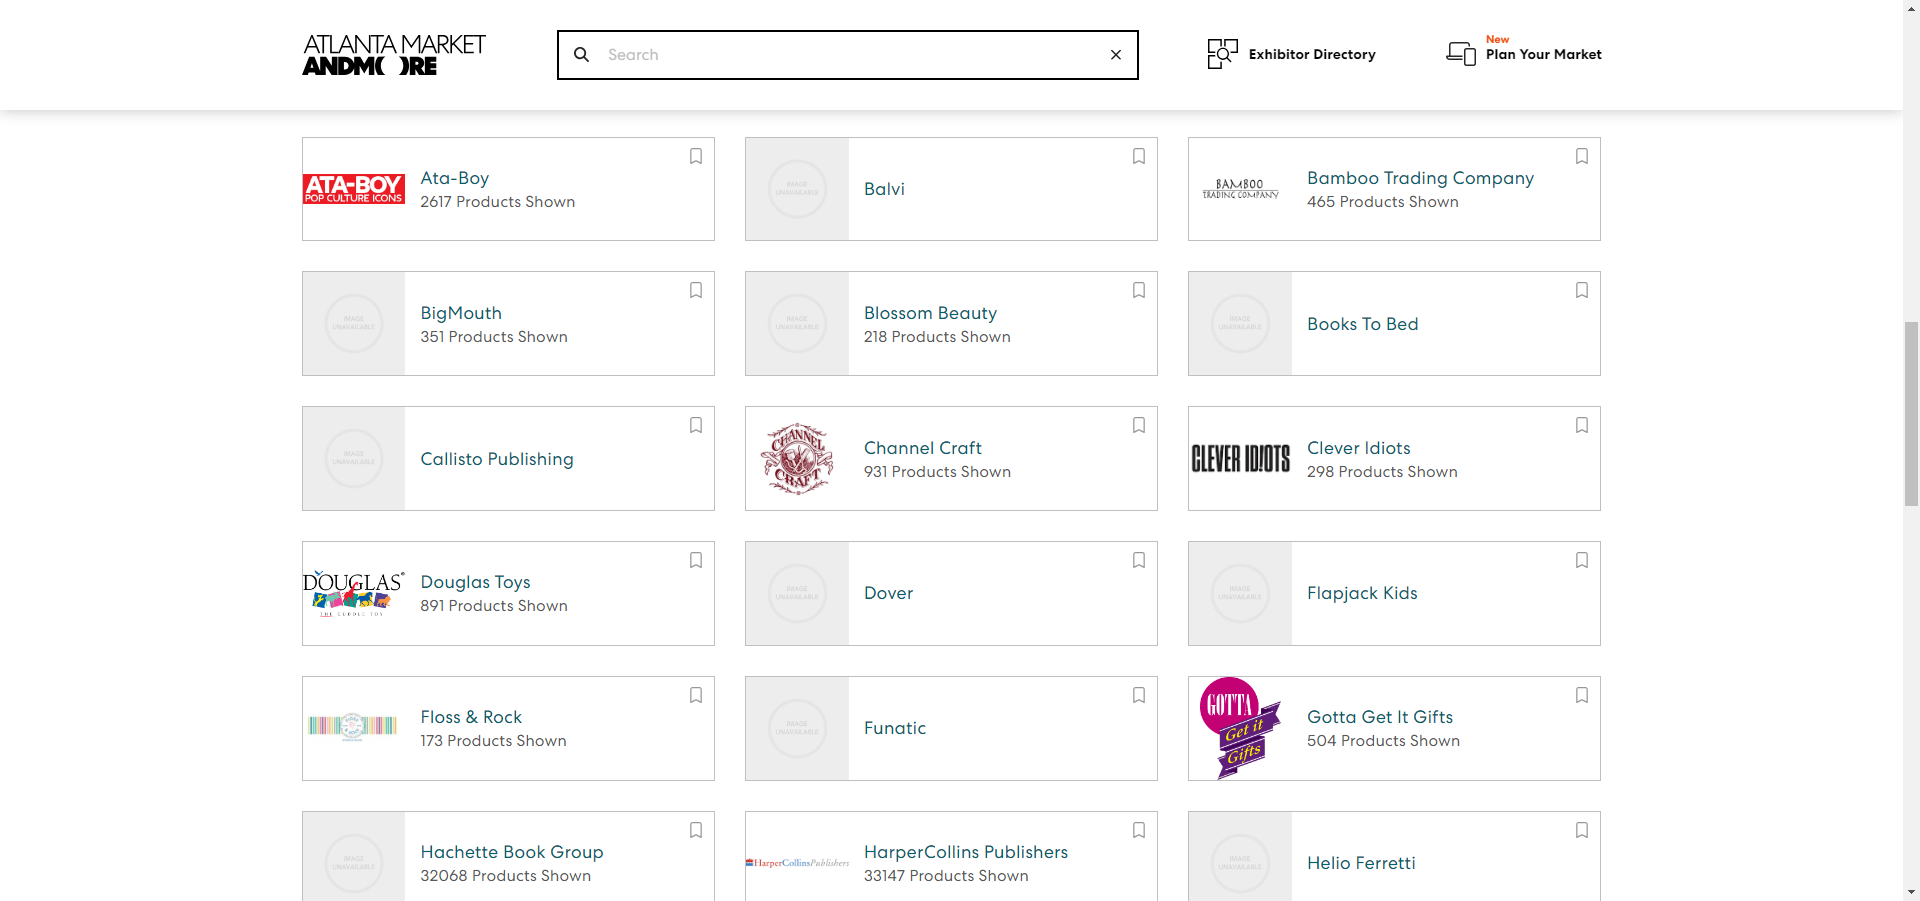 ATLANTA MARKET
ANDMORE
Search
Exhibitor Directory
New
Plan Your Market
ATA-BOY
POP CULTURE ICONS
Ata-Boy
2617 Products Shown
IMAGE
UNAVAILABLE
Balvi
BAMBOO
TRADING COMPANY
Bamboo Trading Company
465 Products Shown
IMAGE
UNAVAILABLE
BigMouth
351 Products Shown
IMAGE
UNAVAILABLE
Blossom Beauty
218 Products Shown
IMAGE
UNAVAILABLE
Books To Bed
IMAGE
UNAVAILABLE
Callisto Publishing
CHANNEL
CRAFT
Channel Craft
931 Products Shown
CLEVER ID!OTS
Clever Idiots
298 Products Shown
DOUGLAS
THE CUDDLE TOY
Douglas Toys
891 Products Shown
IMAGE
UNAVAILABLE
Dover
IMAGE
UNAVAILABLE
Flapjack Kids
Floss & Rock
173 Products Shown
IMAGE
UNAVAILABLE
Funatic
GOTTA
Get it
Gifts
Gotta Get It Gifts
504 Products Shown
IMAGE
UNAVAILABLE
Hachette Book Group
32068 Products Shown
HarperCollinsPublishers
HarperCollins Publishers
33147 Products Shown
IMAGE
UNAVAILABLE
Helio Ferretti